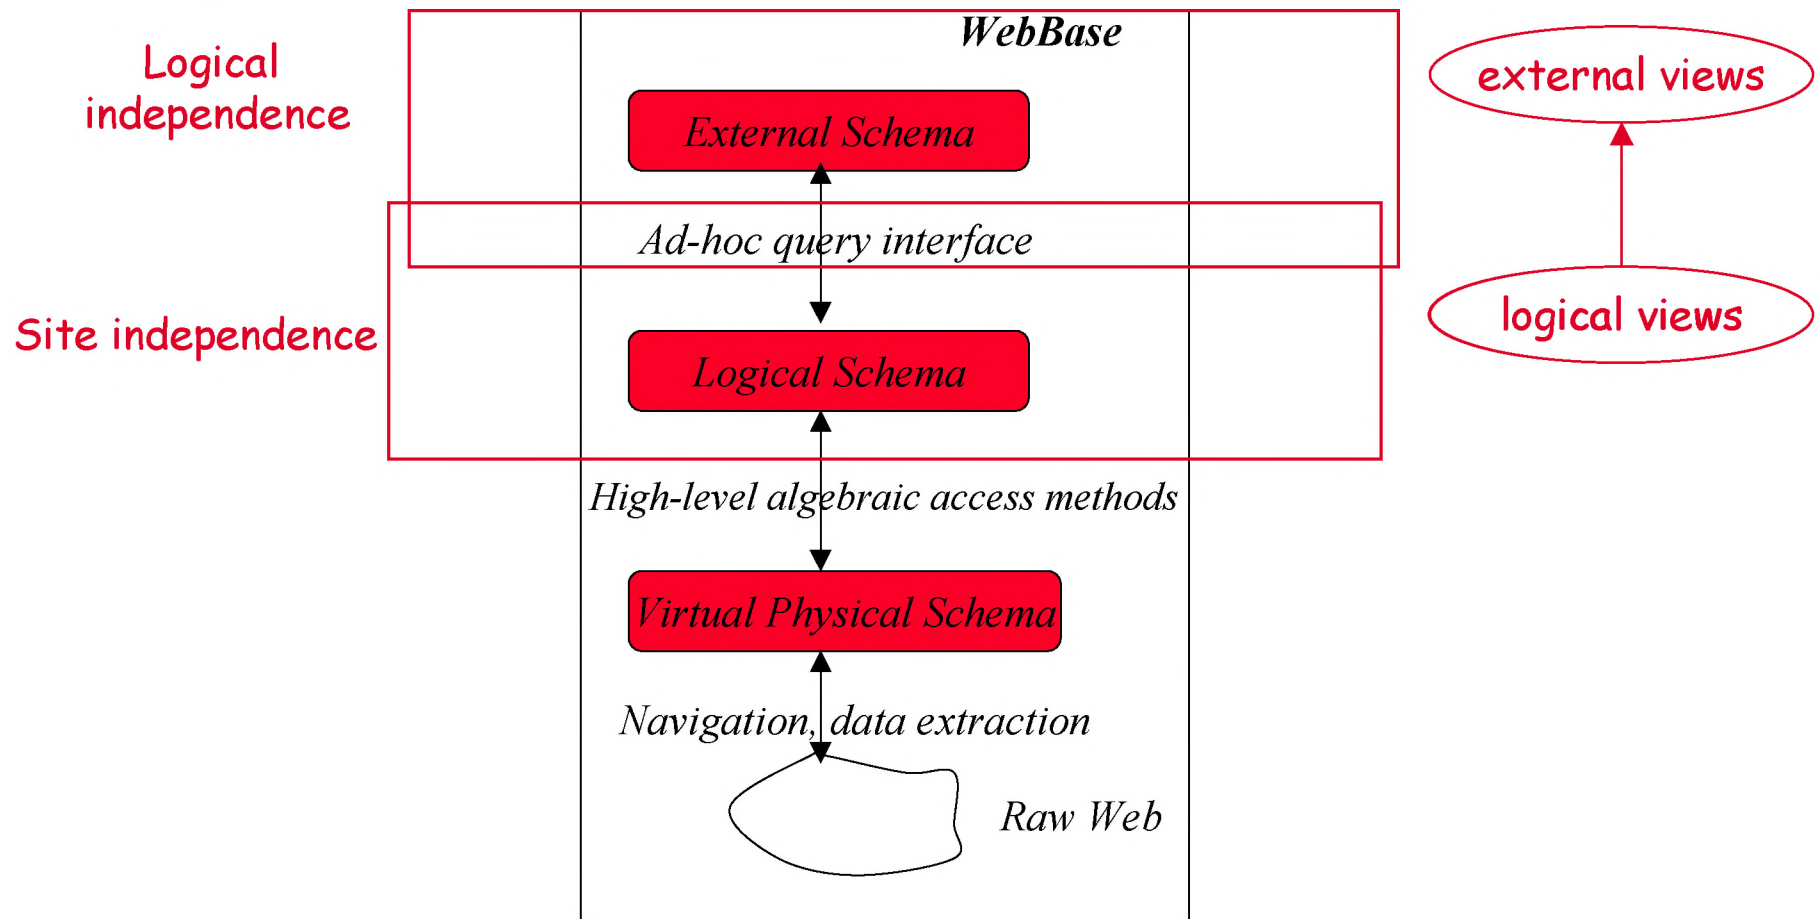 WebBase
Logical
independence
External Schema
external views
Ad-hoc query interface
Site independence
logical views
Logical Schema
High-level algebraic access methods
Virtual Physical Schema
Navigation, data extraction
Raw Web